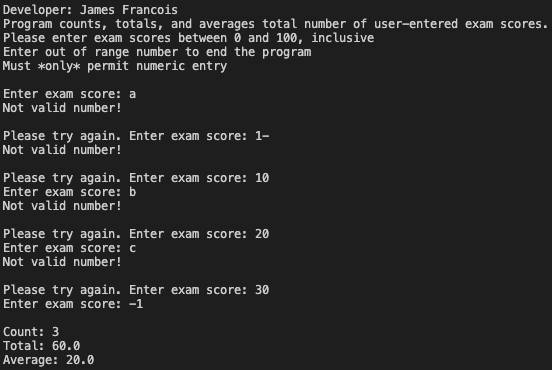 Developer: James Francois
Program counts, totals, and averages total number of user-entered exam scores.
Please enter exam scores between 0 and 100, inclusive
Enter out of range number to end the program
Must *only* permit numeric entry
Enter exam score: a
Not valid number!
Please try again. Enter exam score: 1-
Not valid number!
Please try again. Enter exam score: 10
Enter exam score: b
Not valid number!
Please try again. Enter exam score: 20
Enter exam score: c
Not valid number!
Please try again. Enter exam score: 30
Enter exam score: -1
Count: 3
Total: 60.0
Average: 20.0